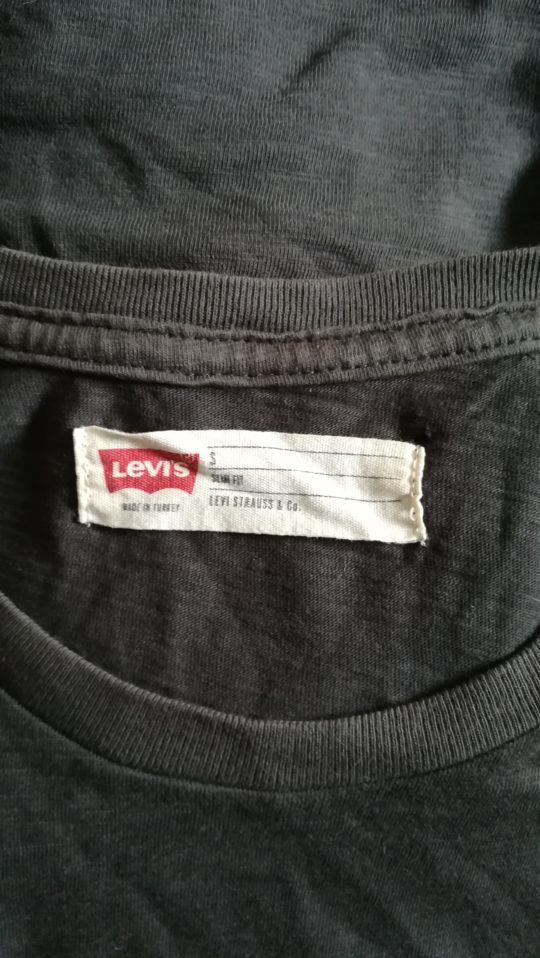 LEVI'S
MADE IN TURKEY
S
SLIM FIT
LEVI STRAUSS & Co.